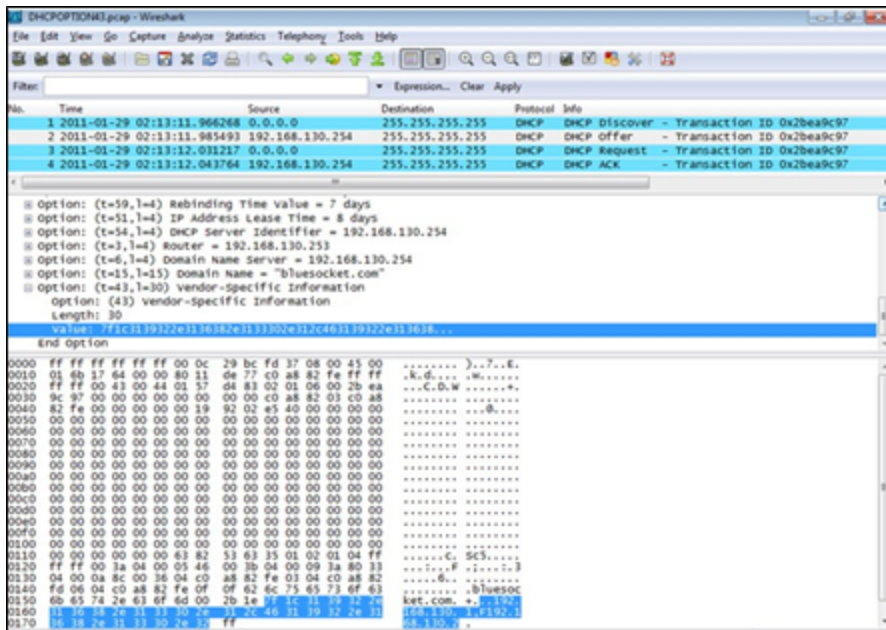 DHCPOPTION43.pcap - Wireshark
File Edit View Go Capture Analyze Statistics Telephony Tools Help
Filter: Expression... Clear Apply
No. Time Source Destination Protocol Info
1 2011-01-29 02:13:11.966268 0.0.0.0 255.255.255.255 DHCP DHCP Discover - Transaction ID 0x2bea9c97
2 2011-01-29 02:13:11.985493 192.168.130.254 255.255.255.255 DHCP DHCP Offer - Transaction ID 0x2bea9c97
3 2011-01-29 02:13:12.031217 0.0.0.0 255.255.255.255 DHCP DHCP Request - Transaction ID 0x2bea9c97
4 2011-01-29 02:13:12.043764 192.168.130.254 255.255.255.255 DHCP DHCP ACK - Transaction ID 0x2bea9c97
Option: (t=59,l=4) Rebinding Time Value = 7 days
Option: (t=51,l=4) IP Address Lease Time = 8 days
Option: (t=54,l=4) DHCP Server Identifier = 192.168.130.254
Option: (t=3,l=4) Router = 192.168.130.253
Option: (t=6,l=4) Domain Name Server = 192.168.130.254
Option: (t=15,l=15) Domain Name = "bluesocket.com"
Option: (t=43,l=30) Vendor-Specific Information
Option: (43) Vendor-Specific Information
Length: 30
Value: 7f1c3139322e3136382e3133302e312c463139322e313638...
End Option
0000 ff ff ff ff ff ff 00 0c 29 bc fd 37 08 00 45 00 ........ )..7..E.
0010 01 6b 17 64 00 00 80 11 de 77 c0 a8 82 fe ff ff .k.d.... .w......
0020 ff ff 00 43 00 44 01 57 d4 83 02 01 06 00 2b ea ...C.D.W ......+.
0030 9c 97 00 00 00 00 00 00 00 00 c0 a8 82 03 c0 a8 ........ ........
0040 82 fe 00 00 00 00 00 19 92 02 e5 40 00 00 00 00 ........ ...@....
0050 00 00 00 00 00 00 00 00 00 00 00 00 00 00 00 00 ........ ........
0060 00 00 00 00 00 00 00 00 00 00 00 00 00 00 00 00 ........ ........
0070 00 00 00 00 00 00 00 00 00 00 00 00 00 00 00 00 ........ ........
0080 00 00 00 00 00 00 00 00 00 00 00 00 00 00 00 00 ........ ........
0090 00 00 00 00 00 00 00 00 00 00 00 00 00 00 00 00 ........ ........
00a0 00 00 00 00 00 00 00 00 00 00 00 00 00 00 00 00 ........ ........
00b0 00 00 00 00 00 00 00 00 00 00 00 00 00 00 00 00 ........ ........
00c0 00 00 00 00 00 00 00 00 00 00 00 00 00 00 00 00 ........ ........
00d0 00 00 00 00 00 00 00 00 00 00 00 00 00 00 00 00 ........ ........
00e0 00 00 00 00 00 00 00 00 00 00 00 00 00 00 00 00 ........ ........
00f0 00 00 00 00 00 00 00 00 00 00 00 00 00 00 00 00 ........ ........
0100 00 00 00 00 00 00 00 00 00 00 00 00 00 00 00 00 ........ ........
0110 00 00 00 00 00 00 63 82 53 63 35 01 02 01 04 ff ......c. Sc5.....
0120 ff ff 00 3a 04 00 05 46 00 3b 04 00 09 3a 80 33 ...:...F .;...:.3
0130 04 00 0a 8c 00 36 04 c0 a8 82 fe 03 04 c0 a8 82 .....6.. ........
0140 fd 06 04 c0 a8 82 fe 0f 0f 62 6c 75 65 73 6f 63 ........ .bluesoc
0150 6b 65 74 2e 63 6f 6d 00 2b 1e 7f 1c 31 39 32 2e ket.com. +...192.
0160 31 36 38 2e 31 33 30 2e 31 2c 46 31 39 32 2e 31 168.130. 1,F192.1
0170 36 38 2e 31 33 30 2e 32 ff 68.130.2 .